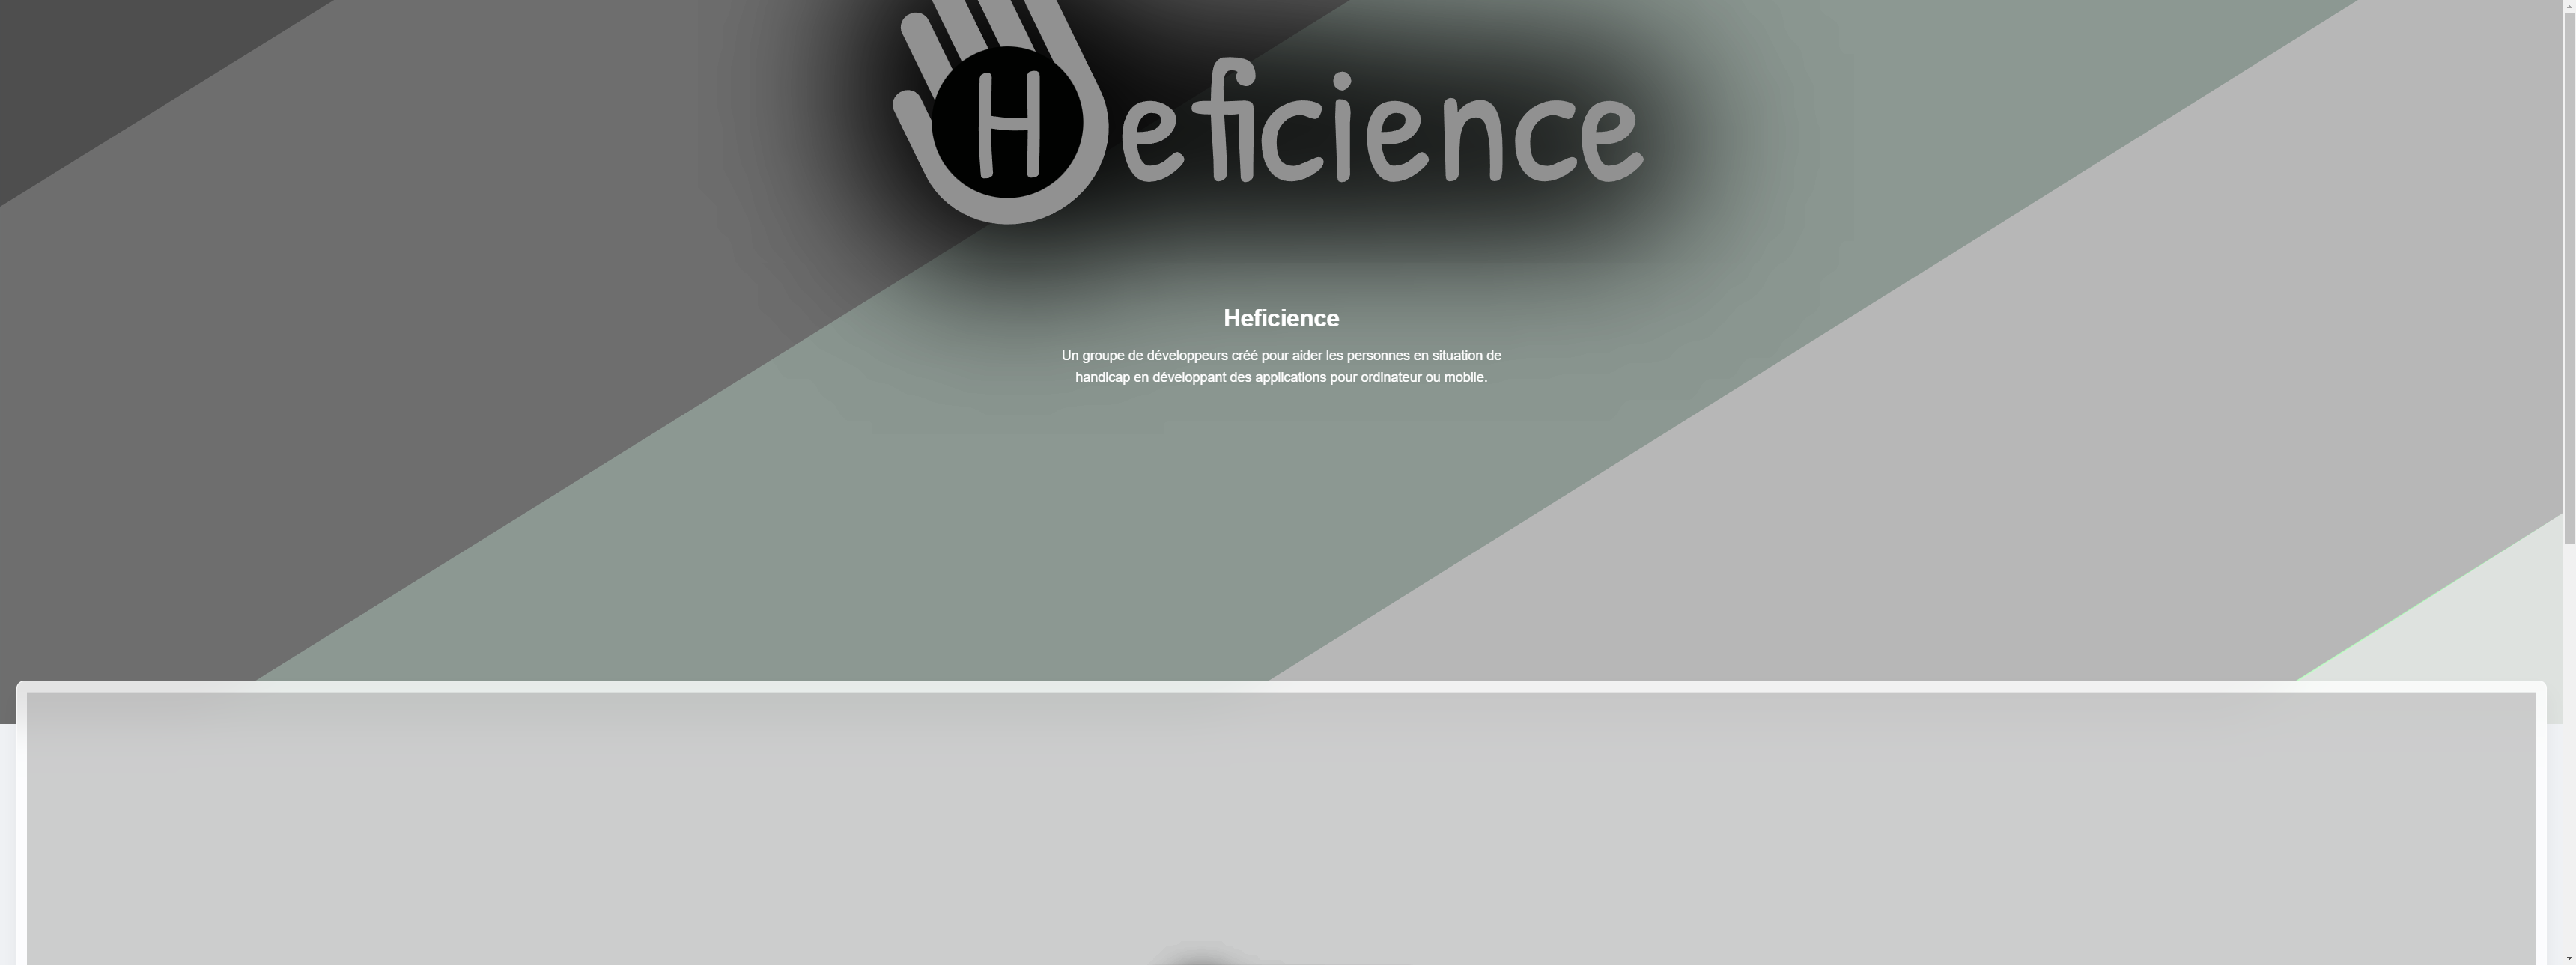 Heficience
Heficience
Un groupe de développeurs créé pour aider les personnes en situation de
handicap en développant des applications pour ordinateur ou mobile.